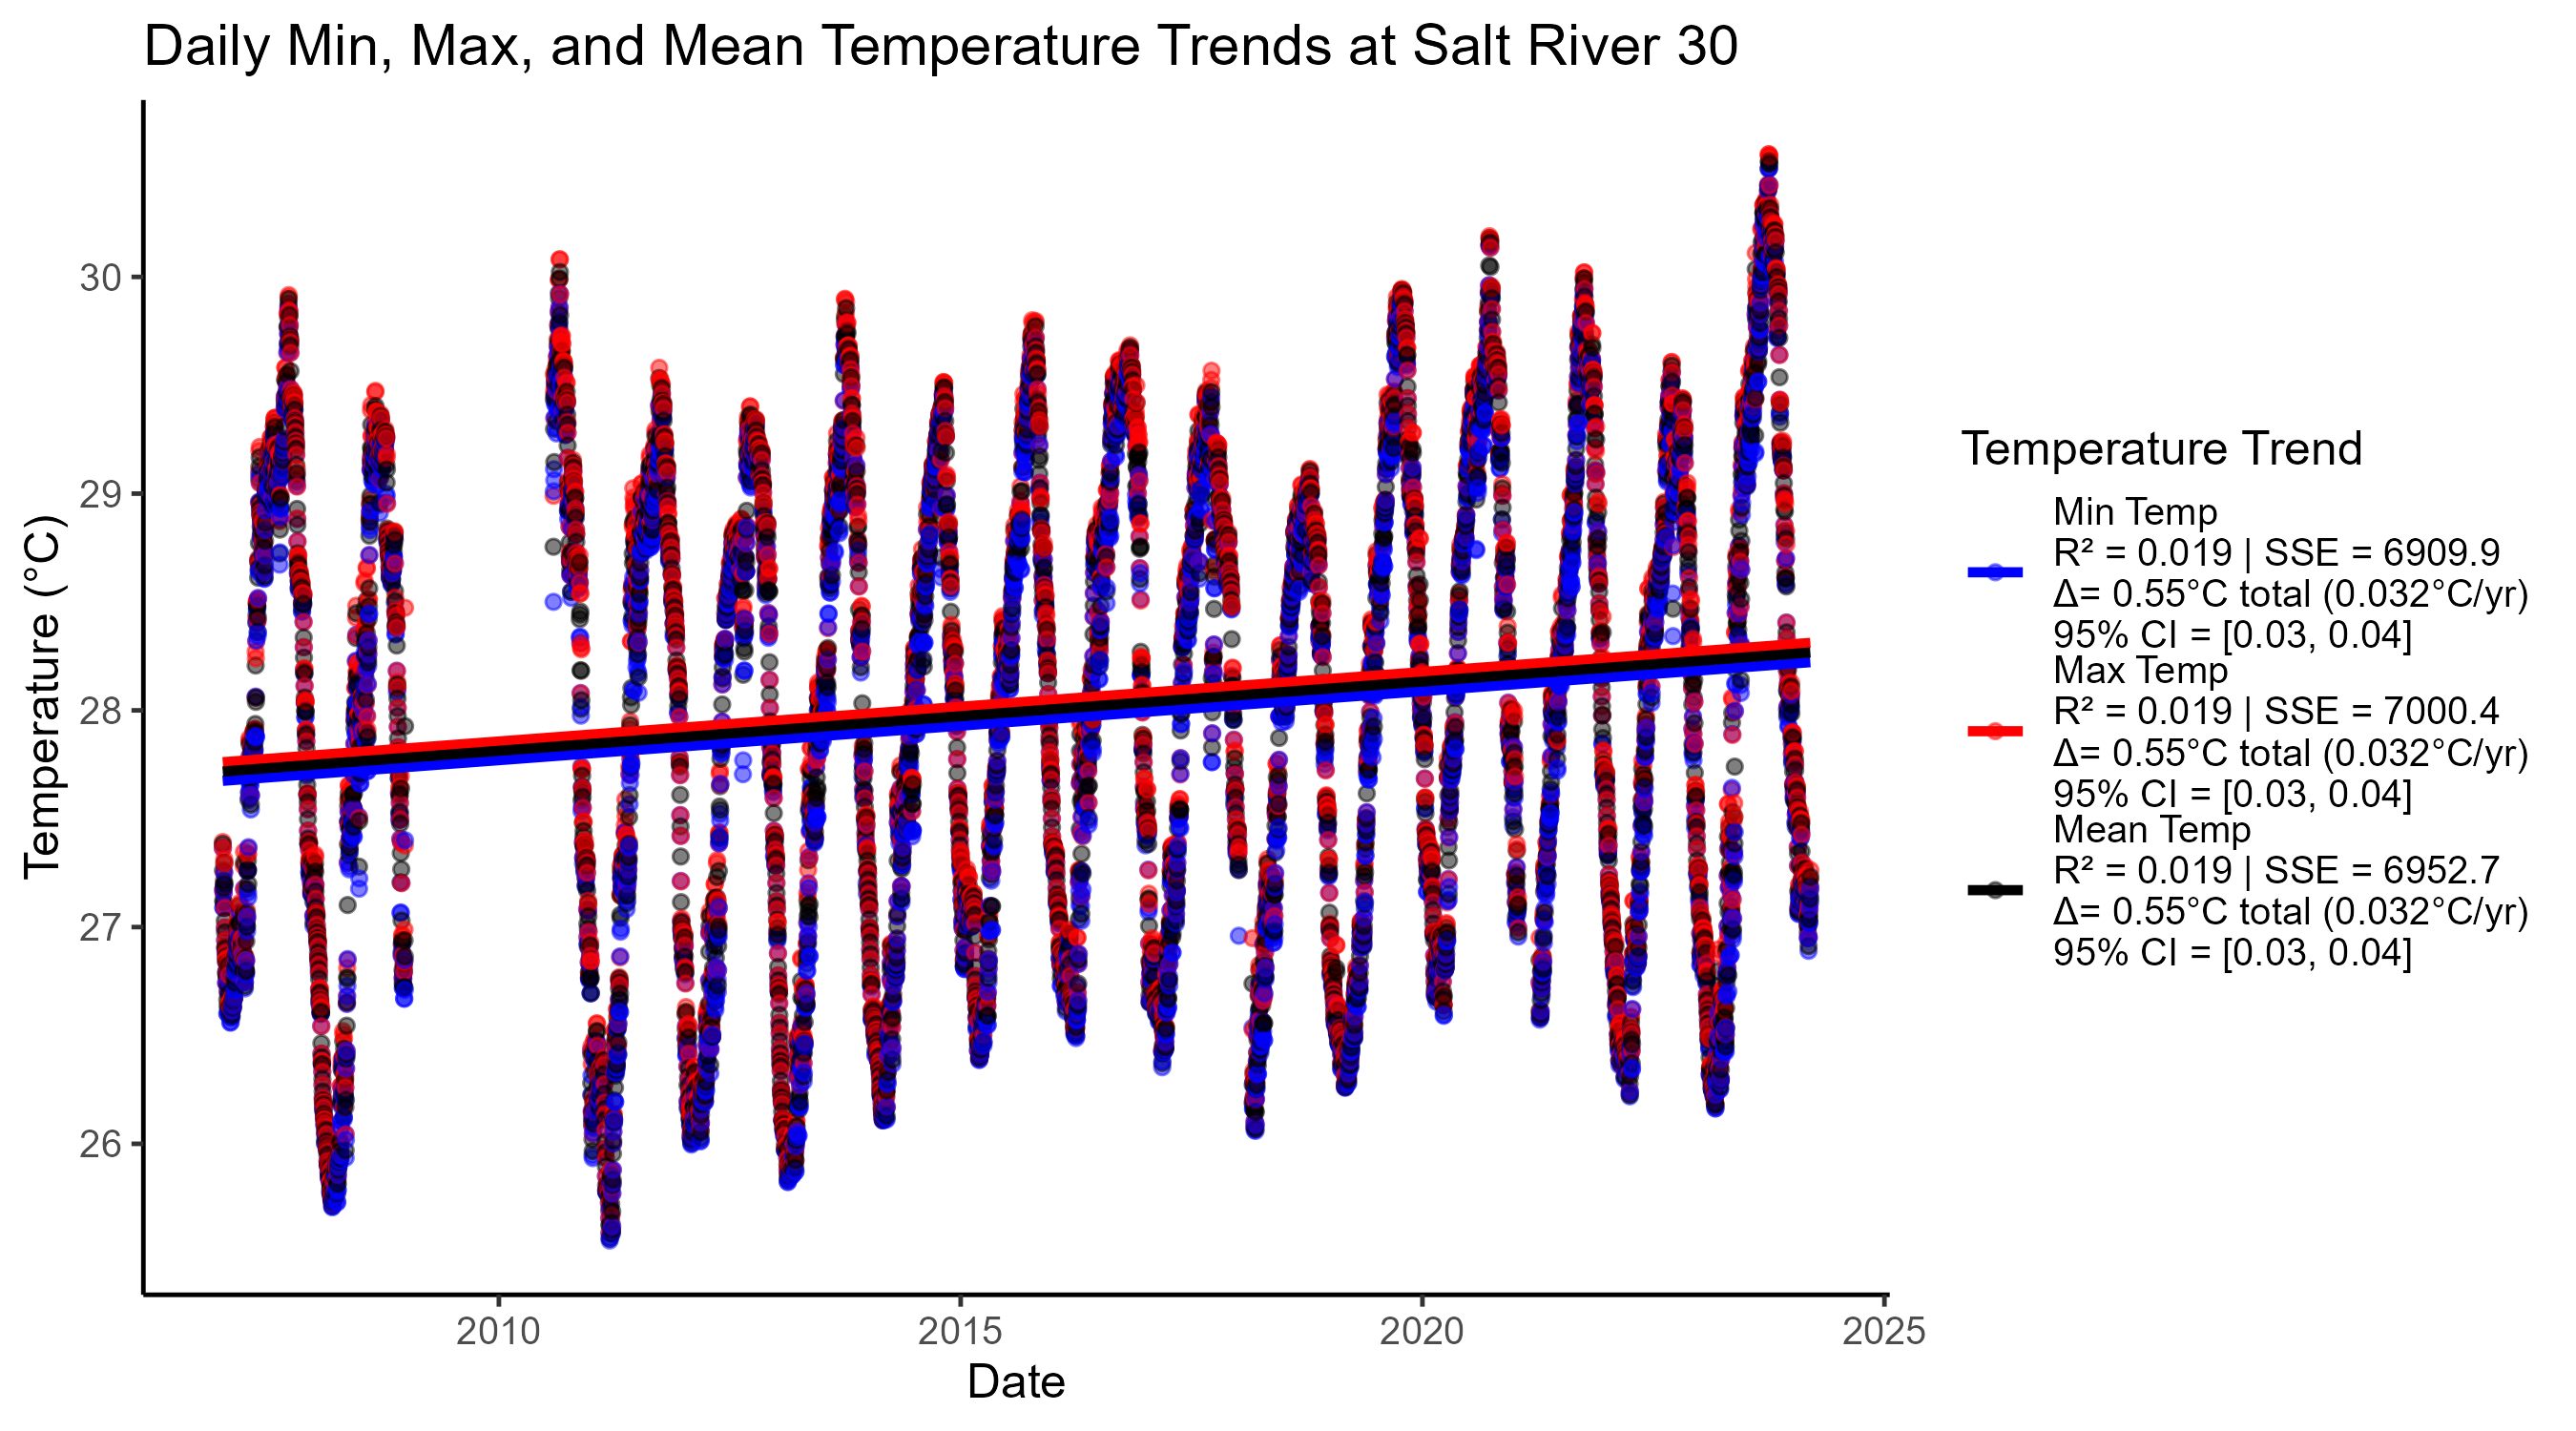 Daily Min, Max, and Mean Temperature Trends at Salt River 30
Temperature (°C)
30
29
28
27
26
2010
2015
2020
2025
Date
Temperature Trend
Min Temp
R² = 0.019 | SSE = 6909.9
Δ= 0.55°C total (0.032°C/yr)
95% CI = [0.03, 0.04]
Max Temp
R² = 0.019 | SSE = 7000.4
Δ= 0.55°C total (0.032°C/yr)
95% CI = [0.03, 0.04]
Mean Temp
R² = 0.019 | SSE = 6952.7
Δ= 0.55°C total (0.032°C/yr)
95% CI = [0.03, 0.04]